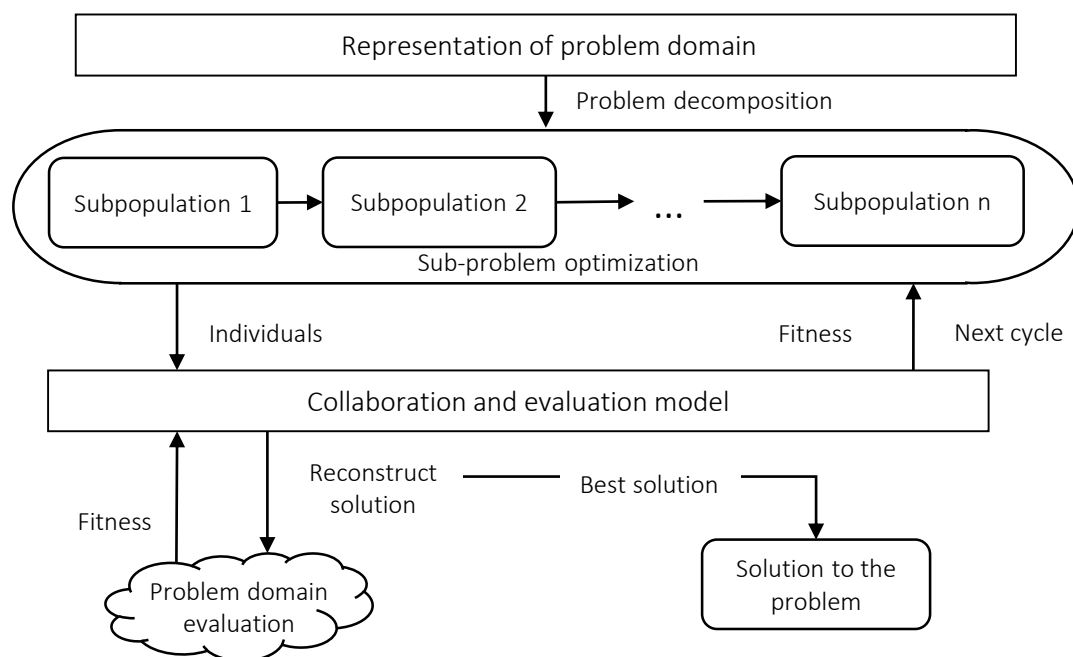 Representation of problem domain
Problem decomposition
Subpopulation 1
Subpopulation 2
...
Subpopulation n
Sub-problem optimization
Individuals
Fitness
Next cycle
Collaboration and evaluation model
Reconstruct
solution
Best solution
Fitness
Problem domain
evaluation
Solution to the
problem